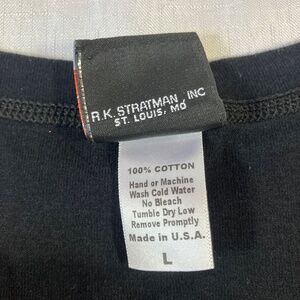 R.K. STRATMAN, INC
ST. LOUIS, MO
100% COTTON
Hand or Machine
Wash Cold Water
No Bleach
Tumble Dry Low
Remove Promptly
Made in U.S.A.
L